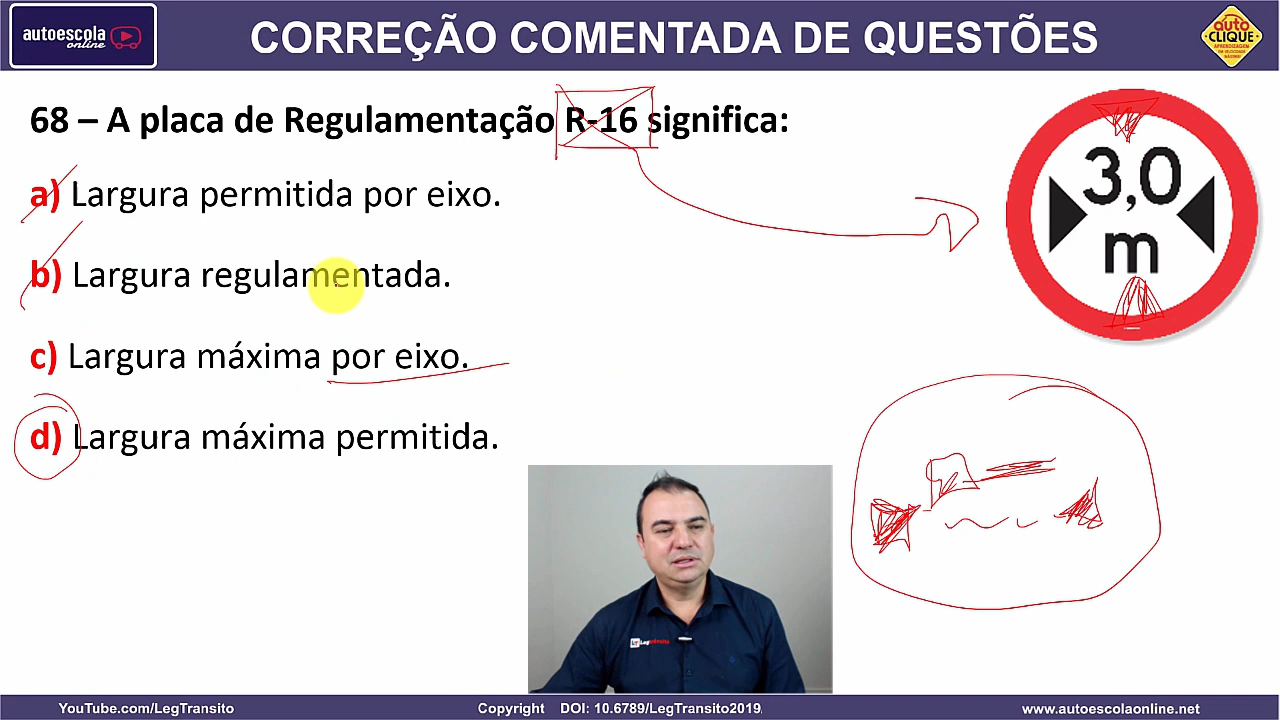 autoescola
online
CORREÇÃO COMENTADA DE QUESTÕES
auto
CLIQUE
68 – A placa de Regulamentação R-16 significa:
3,0
m
a) Largura permitida por eixo.
b) Largura regulamentada.
c) Largura máxima por eixo.
d) Largura máxima permitida.
YouTube.com/LegTransito
Copyright DOI: 10.6789/LegTransito2019
www.autoescolaonline.net